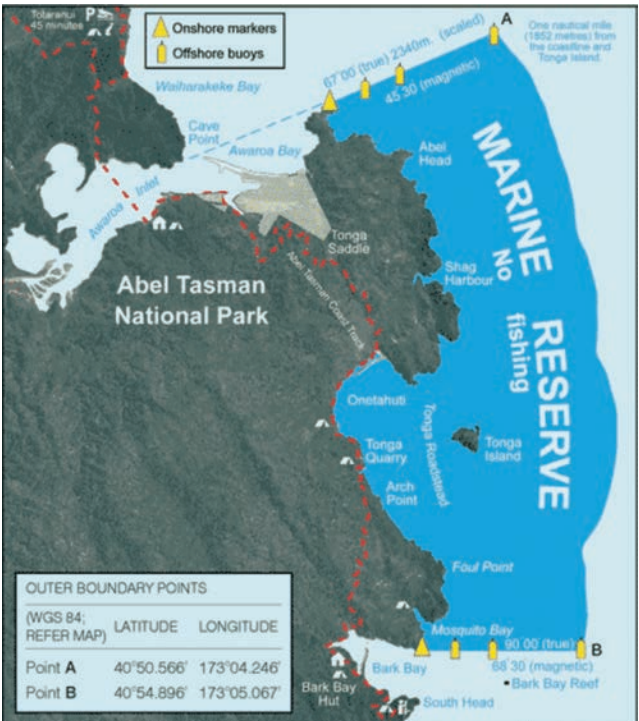 Totaranui
45 minutes
P
Onshore markers
Offshore buoys
A
One nautical mile
(1852 metres) from
the coastline and
Tonga Island.
67°00 (true) 2340m. (scaled)
45°30 (magnetic)
Waiharakeke Bay
Cave
Point
Awaroa Bay
Abel
Head
Awaroa Inlet
Tonga
Saddle
MARINE
RESERVE
No
fishing
Shag
Harbour
Abel Tasman
National Park
Abel Tasman Coast Track
Onetahuti
Tonga Roadstead
Tonga
Island
Tonga
Quarry
Arch
Point
Foul Point
Mosquito Bay
90°00 (true)
B
68°30 (magnetic)
Bark Bay
Bark Bay Reef
Bark Bay
Hut
South Head
OUTER BOUNDARY POINTS
(WGS 84; REFER MAP) LATITUDE LONGITUDE
Point A 40°50.566' 173°04.246'
Point B 40°54.896' 173°05.067'